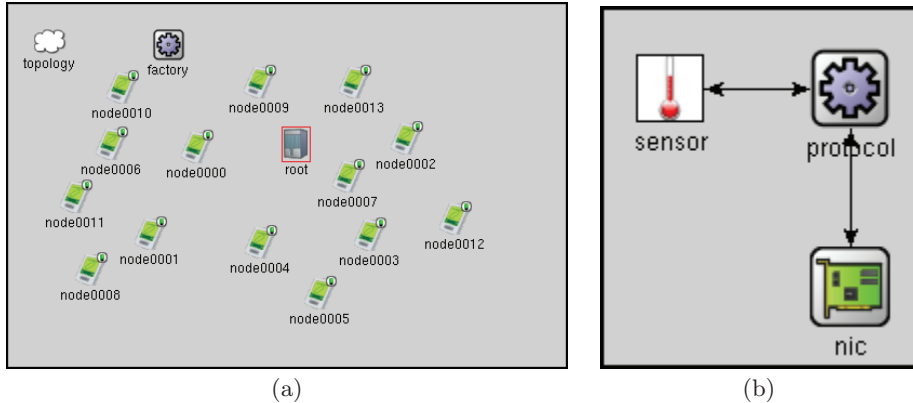 topology
factory
node0010
node0009
node0013
node0006
node0000
root
node0002
node0007
node0011
node0001
node0004
node0003
node0012
node0008
node0005
(a)
sensor
protocol
nic
(b)